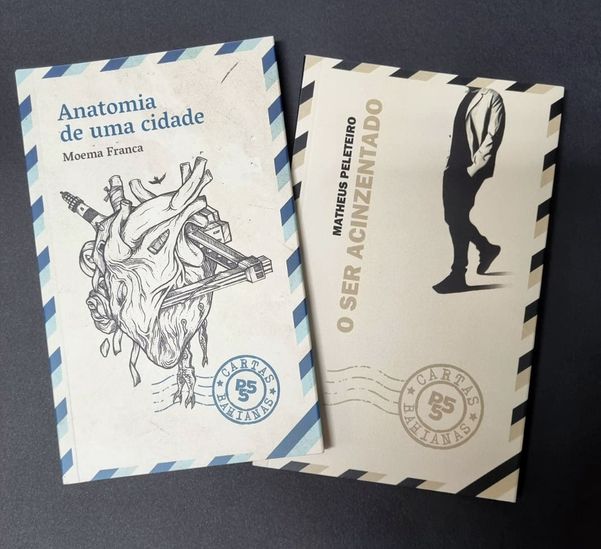 Anatomia
de uma cidade
Moema Franca
CARTAS
P55
BAHIANAS
MATHEUS PELETEIRO
O SER ACINZENTADO
CARTAS
P55
BAHIANAS